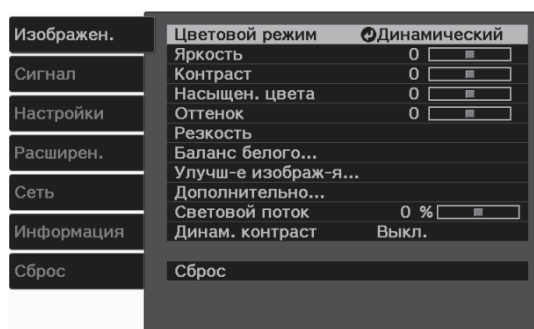 Изображен.
Сигнал
Настройки
Расширен.
Сеть
Информация
Сброс
Цветовой режим Динамический
Яркость 0
Контраст 0
Насыщен. цвета 0
Оттенок 0
Резкость
Баланс белого...
Улучш-е изображ-я...
Дополнительно...
Световой поток 0 %
Динам. контраст Выкл.
Сброс